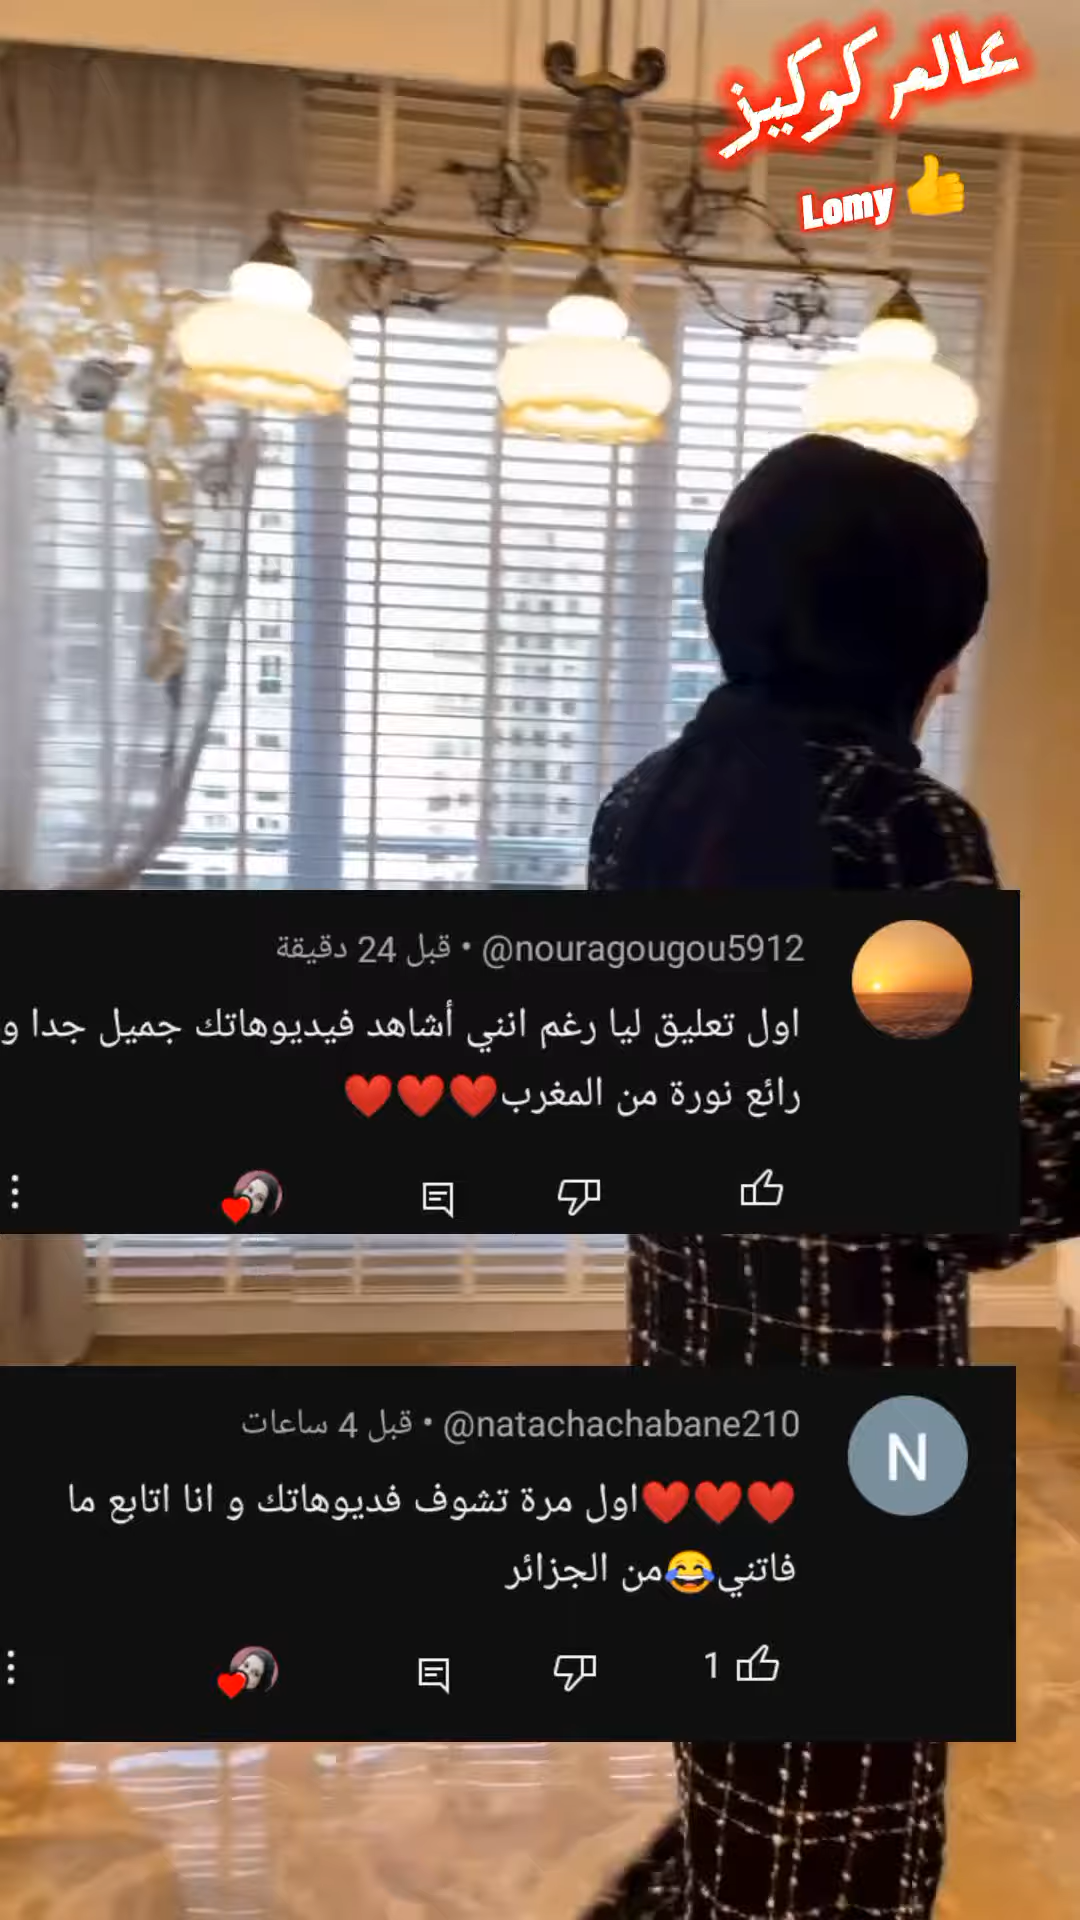 عالم كوكيز
Lomy 👍
@nouragougou5912 • قبل 24 دقيقة
اول تعليق ليا رغم انني أشاهد فيديوهاتك جميل جدا و
رائع نورة من المغرب❤️❤️❤️
@natachachabane210 • قبل 4 ساعات
❤️❤️❤️اول مرة تشوف فديوهاتك و انا اتابع ما
فاتني😂من الجزائر
1
N